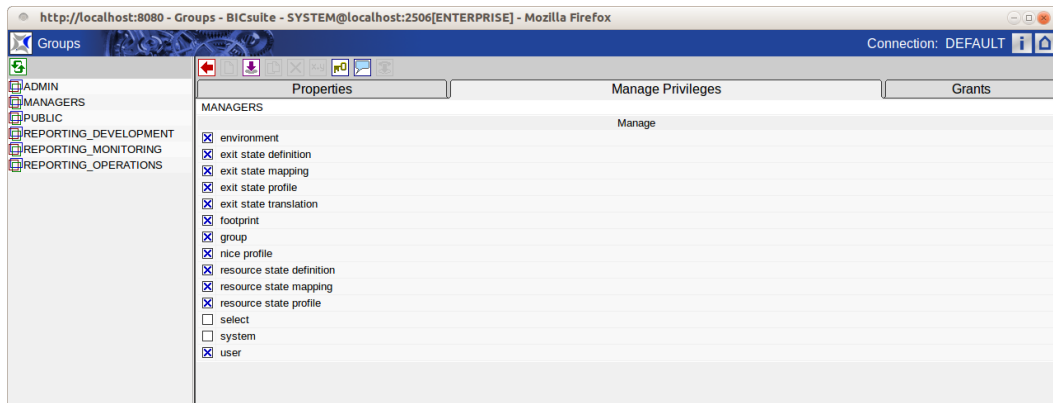 http://localhost:8080 - Groups - BICsuite - SYSTEM@localhost:2506[ENTERPRISE] - Mozilla Firefox
Groups
Connection: DEFAULT
ADMIN
MANAGERS
PUBLIC
REPORTING_DEVELOPMENT
REPORTING_MONITORING
REPORTING_OPERATIONS
Properties
Manage Privileges
Grants
MANAGERS
Manage
environment
exit state definition
exit state mapping
exit state profile
exit state translation
footprint
group
nice profile
resource state definition
resource state mapping
resource state profile
select
system
user